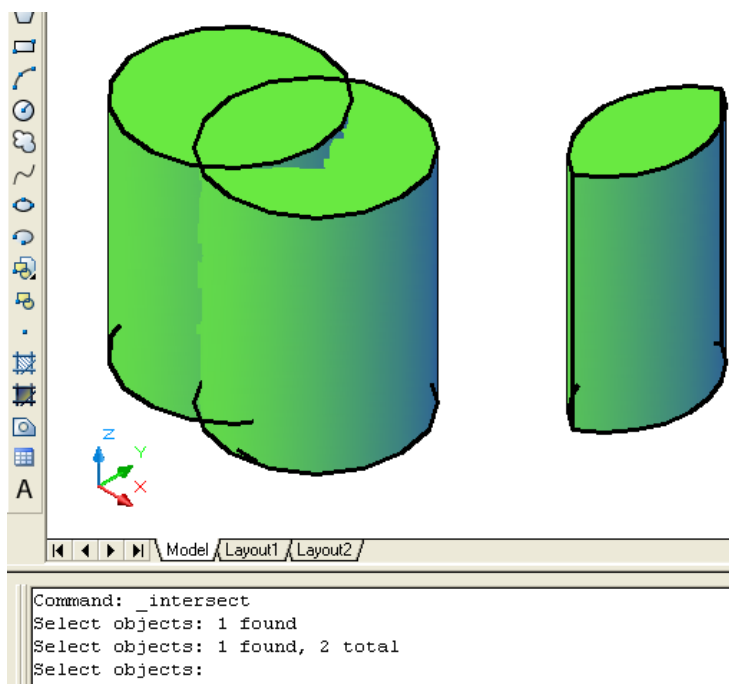 A
Z
Y
X
Model
Layout1
Layout2
Command: _intersect
Select objects: 1 found
Select objects: 1 found, 2 total
Select objects: